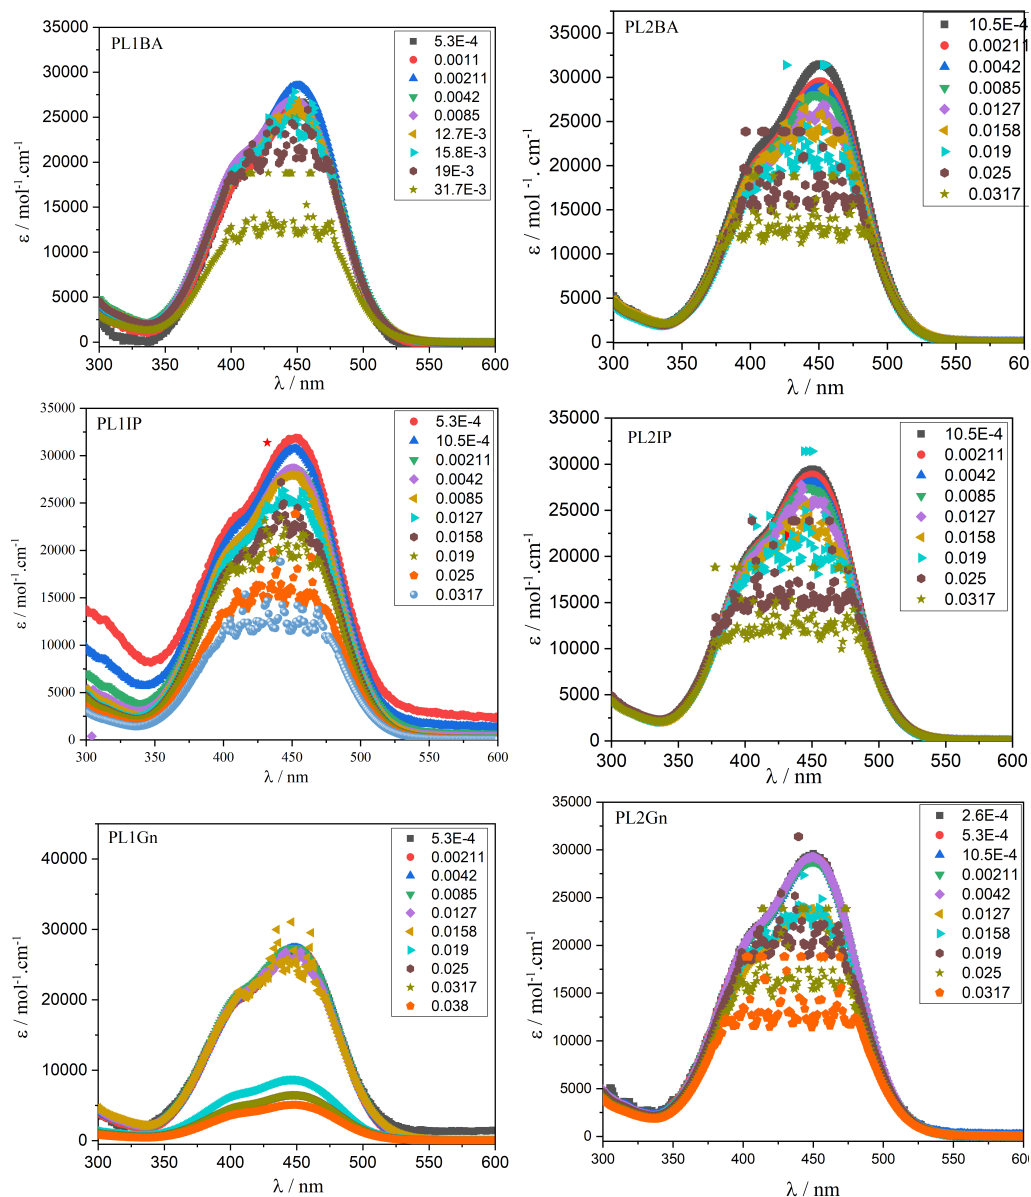 PL1BA
5.3E-4
0.0011
0.00211
0.0042
0.0085
12.7E-3
15.8E-3
19E-3
31.7E-3
35000
30000
25000
20000
15000
10000
5000
0
300 350 400 450 500 550 600
ε / mol⁻¹.cm⁻¹
λ / nm
PL2BA
10.5E-4
0.00211
0.0042
0.0085
0.0127
0.0158
0.019
0.025
0.0317
35000
30000
25000
20000
15000
10000
5000
0
300 350 400 450 500 550 600
ε / mol ⁻¹. cm⁻¹
λ / nm
PL1IP
5.3E-4
10.5E-4
0.00211
0.0042
0.0085
0.0127
0.0158
0.019
0.025
0.0317
35000
30000
25000
20000
15000
10000
5000
0
300 350 400 450 500 550 600
ε / mol⁻¹.cm⁻¹
λ / nm
PL2IP
10.5E-4
0.00211
0.0042
0.0085
0.0127
0.0158
0.019
0.025
0.0317
35000
30000
25000
20000
15000
10000
5000
0
300 350 400 450 500 550 600
ε / mol⁻¹.cm⁻¹
λ / nm
PL1Gn
5.3E-4
0.00211
0.0042
0.0085
0.0127
0.0158
0.019
0.025
0.0317
0.038
40000
30000
20000
10000
0
300 350 400 450 500 550 600
ε / mol⁻¹.cm⁻¹
λ / nm
PL2Gn
2.6E-4
5.3E-4
10.5E-4
0.00211
0.0042
0.0127
0.0158
0.019
0.025
0.0317
35000
30000
25000
20000
15000
10000
5000
0
300 350 400 450 500 550 600
ε / mol⁻¹.cm⁻¹
λ / nm